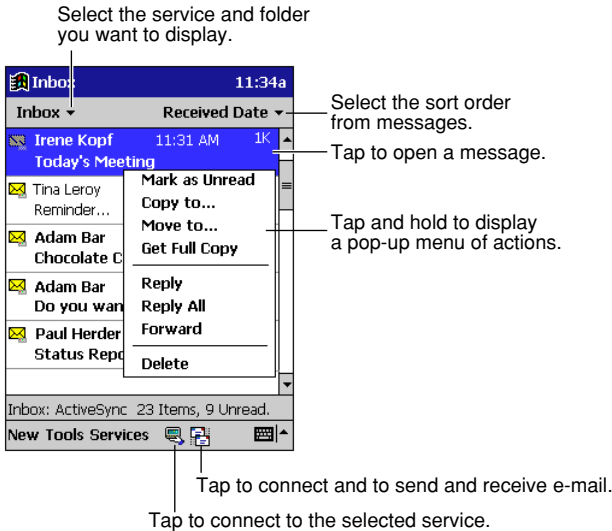 Select the service and folder
you want to display.
Inbox 11:34a
Inbox Received Date
Select the sort order
from messages.
Irene Kopf 11:31 AM 1K
Today's Meeting
Tap to open a message.
Tina Leroy
Reminder...
Adam Bar
Chocolate C
Adam Bar
Do you wan
Paul Herder
Status Repo
Mark as Unread
Copy to...
Move to...
Get Full Copy
Reply
Reply All
Forward
Delete
Tap and hold to display
a pop-up menu of actions.
Inbox: ActiveSync 23 Items, 9 Unread.
New Tools Services
Tap to connect and to send and receive e-mail.
Tap to connect to the selected service.